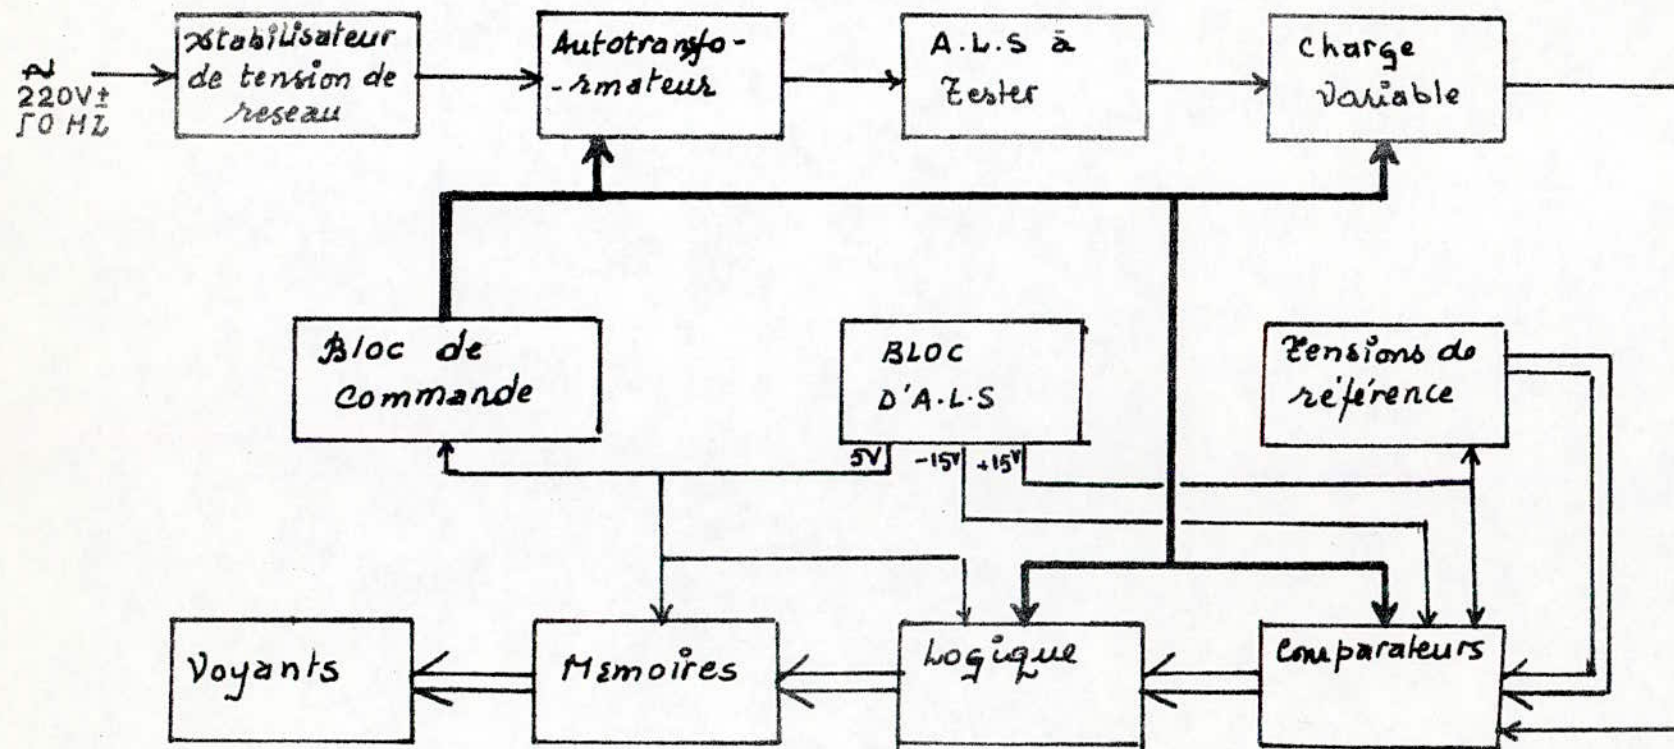 ~
220V±
50 HZ
Stabilisateur
de tension de
reseau
Autotransfo-
-rmateur
A.L.S à
Tester
Charge
Variable
Bloc de
Commande
BLOC
D'A.L.S
5V -15V +15V
Tensions de
référence
Voyants
Mémoires
Logique
Comparateurs